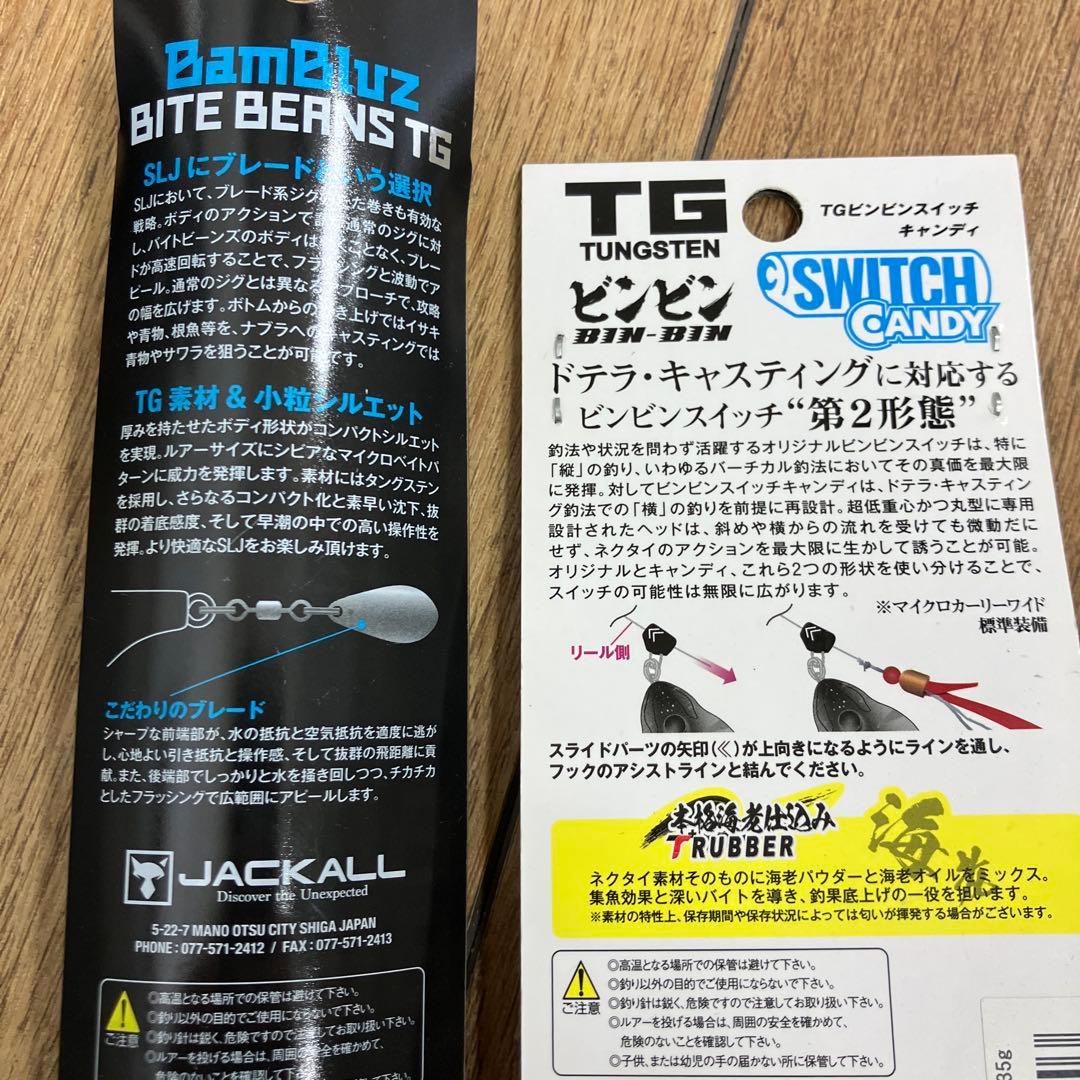 BamBluz
BITE BEANS TG
SLJにブレードという選択
SLJにおいて、ブレード系ジグ た巻きも有効な
戦略。ボディのアクションで 通常のジグに対
し、バイトビーンズのボディは ことなく、ブレー
ドが高速回転することで、フラッシングと波動でア
ピール。通常のジグとは異なる プローチで、攻略
の幅を広げます。ボトムからの き上げではイサキ
や青物、根魚等を、ナブラへの キャスティングでは
青物やサワラを狙うことが可能です。
TG 素材 & 小粒シルエット
厚みを持たせたボディ形状がコンパクトシルエット
を実現。ルアーサイズにシビアなマイクロベイトパ
ターンに威力を発揮します。素材にはタングステン
を採用し、さらなるコンパクト化と素早い沈下、抜
群の着底感度、そして早潮の中での高い操作性を
発揮。より快適なSLJをお楽しみ頂けます。
こだわりのブレード
シャープな前端部が、水の抵抗と空気抵抗を適度に逃が
し、心地よい引き抵抗と操作感、そして抜群の飛距離に貢
献。また、後端部でしっかりと水を掻き回しつつ、チカチカ
としたフラッシングで広範囲にアピールします。
JACKALL
Discover the Unexpected
5-22-7 MANO OTSU CITY SHIGA JAPAN
PHONE : 077-571-2412 / FAX : 077-571-2413
ご注意
◎高温となる場所での保管は避けて下さい。
◎釣り以外の目的でご使用にならないで下さい。
◎釣り針は鋭く、危険ですので注意してお取り扱い下さい。
◎ルアーを投げる場合は、周囲の安全を確かめて、
危険のないことを確認して下さい。
TG
TUNGSTEN
TGビンビンスイッチ
キャンディ
ビンビン
BIN-BIN
SWITCH
CANDY
ドテラ・キャスティングに対応する
ビンビンスイッチ“第2形態”
釣法や状況を問わず活躍するオリジナルビンビンスイッチは、特に
「縦」の釣り、いわゆるバーチカル釣法においてその真価を最大限
に発揮。対してビンビンスイッチキャンディは、ドテラ・キャスティン
グ釣法での「横」の釣りを前提に再設計。超低重心かつ丸型に専用
設計されたヘッドは、斜めや横からの流れを受けても微動だに
せず、ネクタイのアクションを最大限に生かして誘うことが可能。
オリジナルとキャンディ、これら2つの形状を使い分けることで、
スイッチの可能性は無限に広がります。
※マイクロカーリーワイド
標準装備
リール側
スライドパーツの矢印(≪)が上向きになるようにラインを通し、
フックのアシストラインと結んでください。
本格海老仕込み
T+RUBBER
海老
ネクタイ素材そのものに海老パウダーと海老オイルをミックス。
集魚効果と深いバイトを導き、釣果底上げの一役を担います。
※素材の特性上、保存期間や保存状況によっては匂いが揮発する場合がございます。
ご注意
◎高温となる場所での保管は避けて下さい。
◎釣り以外の目的でご使用にならないで下さい。
◎釣り針は鋭く、危険ですので注意してお取り扱い下さい。
◎ルアーを投げる場合は、周囲の安全を確かめて、
危険のないことを確認して下さい。
◎子供、または幼児の手の届かない所に保管して下さい。
35g